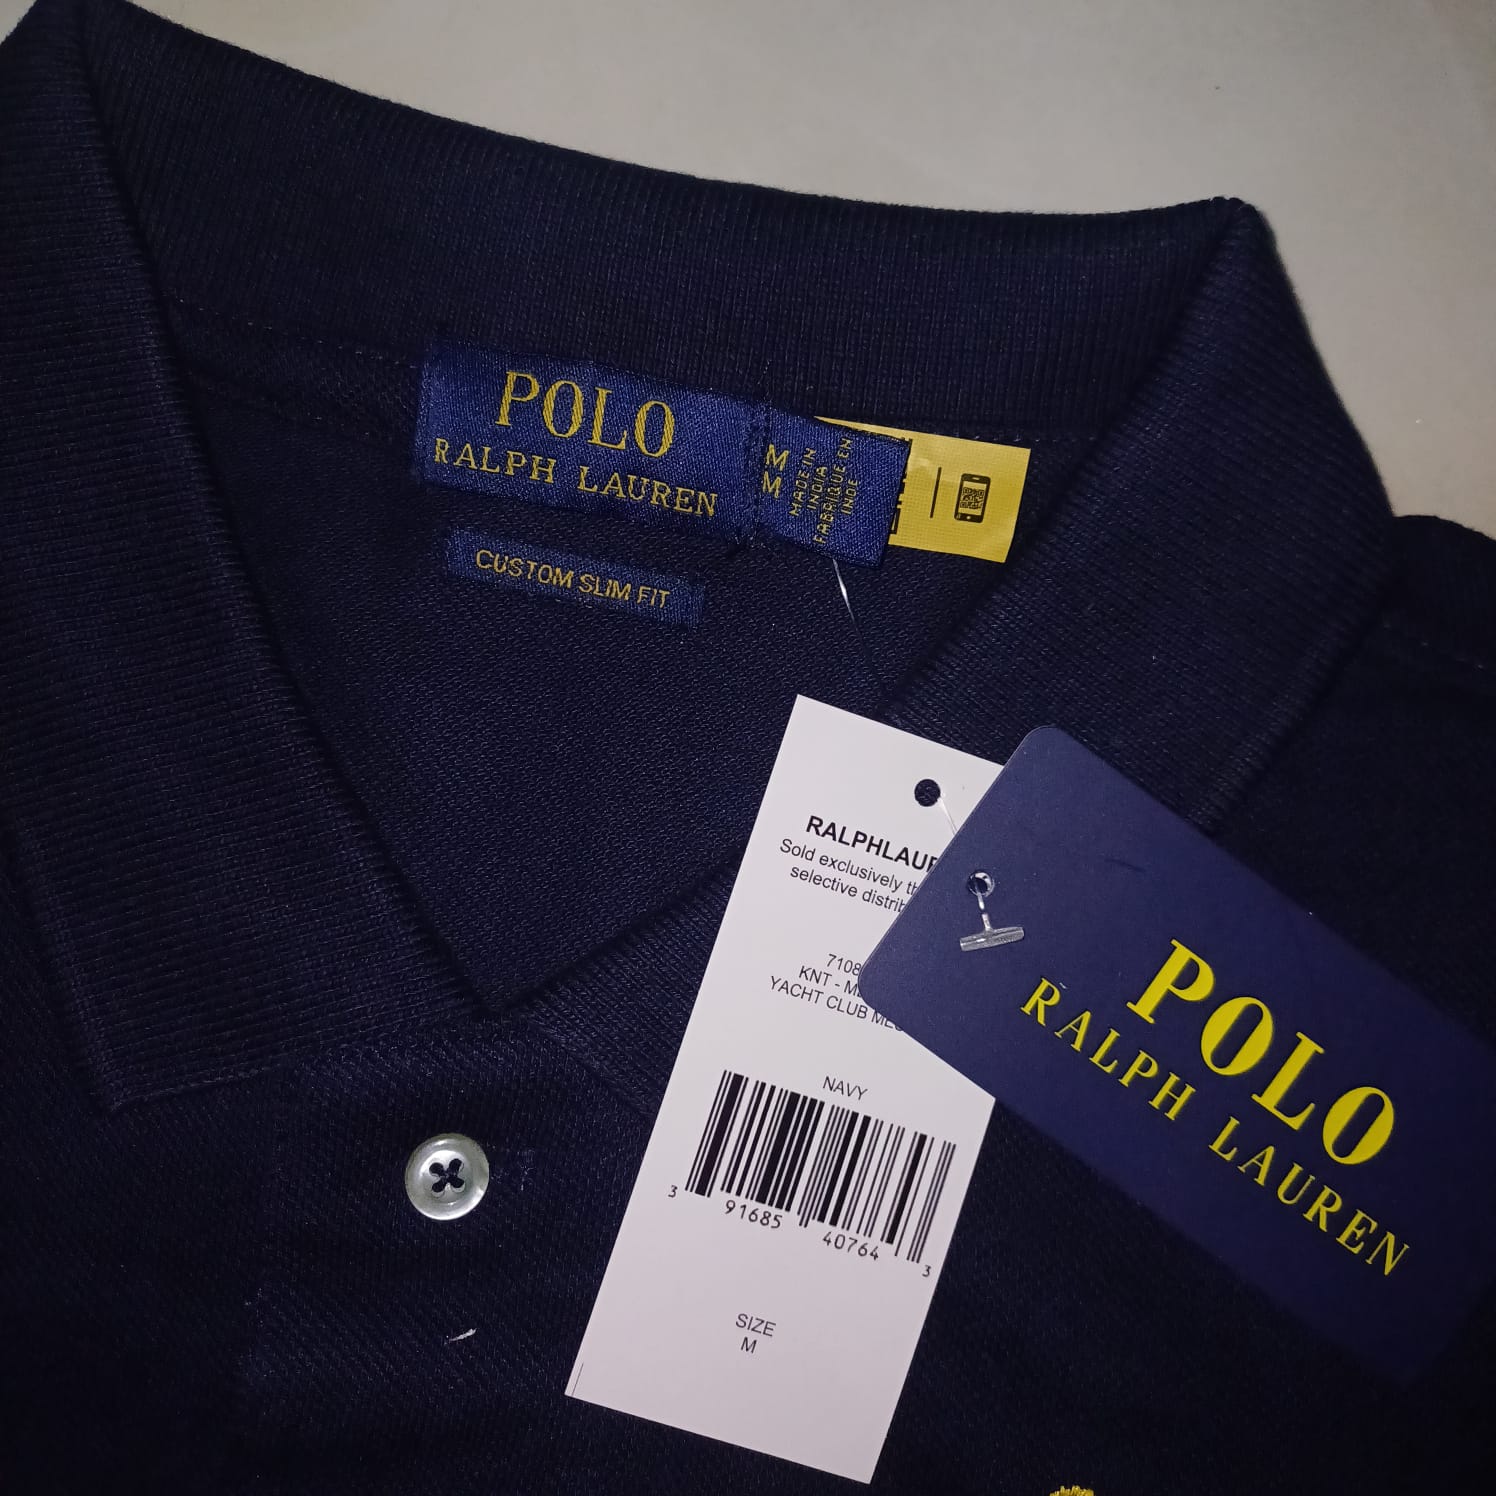 POLO
RALPH LAUREN
M
M
MADE IN
INDIA
FABRIQUE EN
INDE
CUSTOM SLIM FIT
RALPHLAUR
Sold exclusively th
selective distrib
7108
KNT - M
YACHT CLUB MES
NAVY
3 91685 40764 3
SIZE
M
POLO
RALPH LAUREN